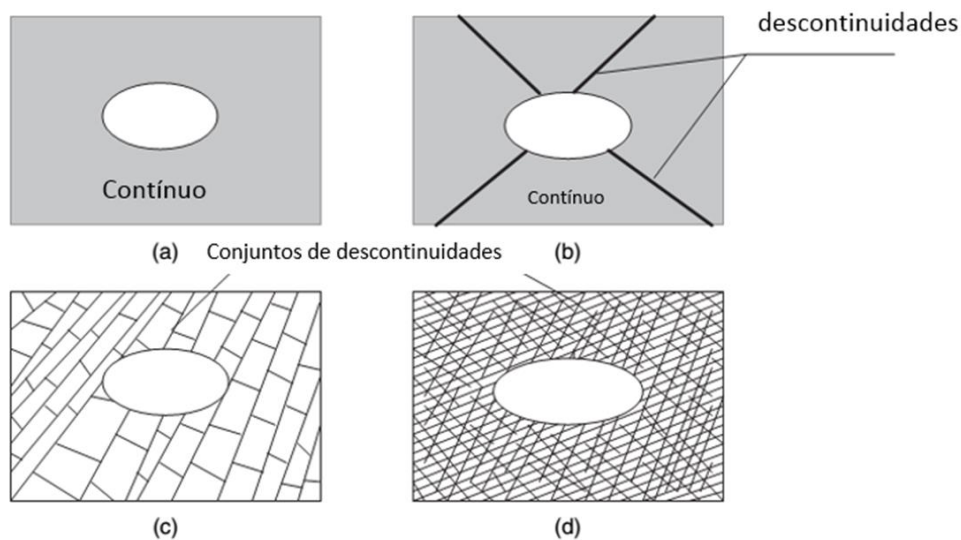 descontinuidades
Contínuo
Contínuo
(a)
Conjuntos de descontinuidades
(b)
(c)
(d)